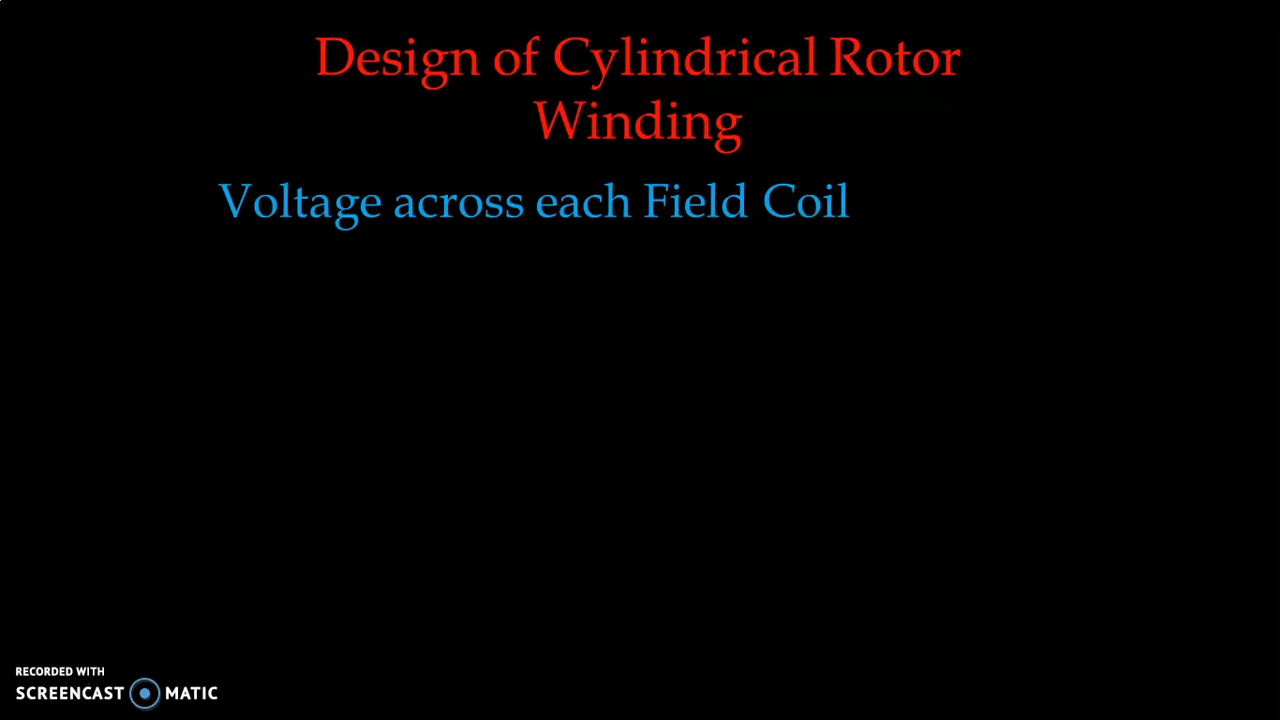 Design of Cylindrical Rotor
Winding
Voltage across each Field Coil
RECORDED WITH
SCREENCAST MATIC